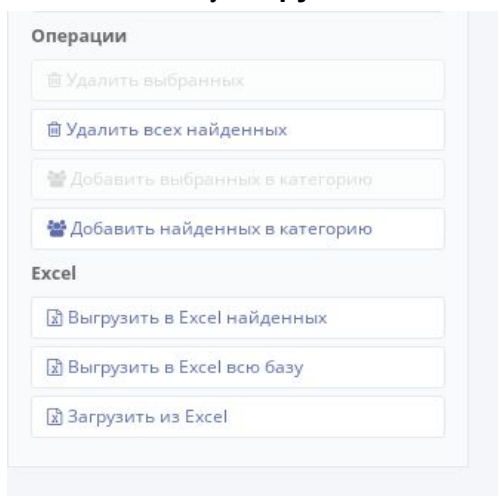 Операции
Удалить выбранных
Удалить всех найденных
Добавить выбранных в категорию
Добавить найденных в категорию
Excel
Выгрузить в Excel найденных
Выгрузить в Excel всю базу
Загрузить из Excel